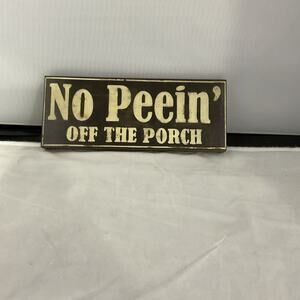 No Peein'
OFF THE PORCH